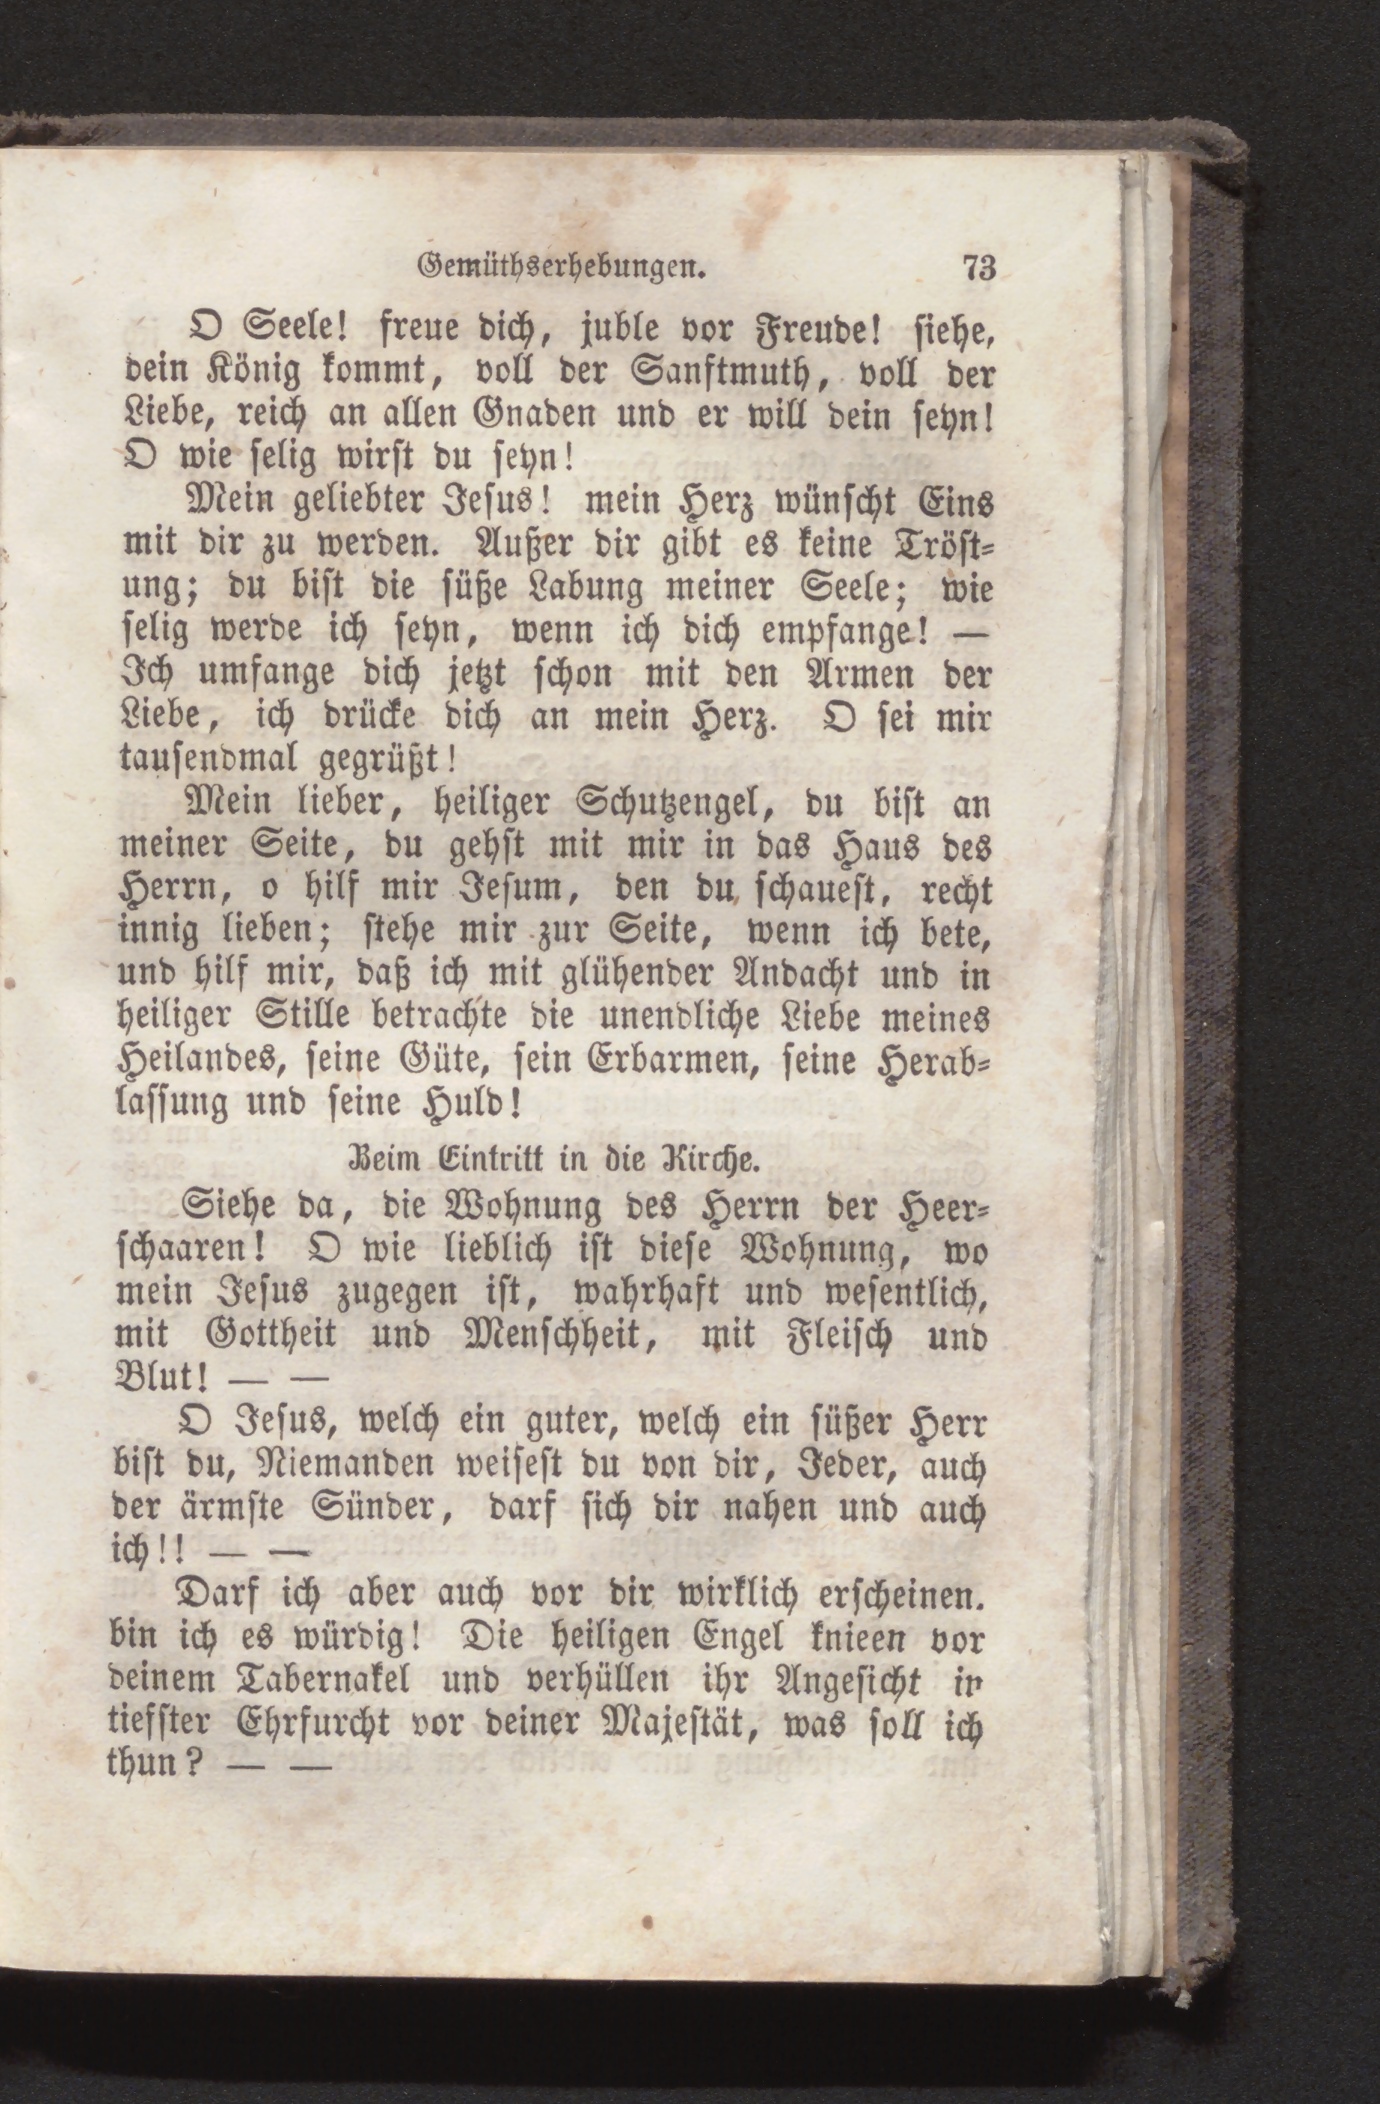 Gemüthserhebungen. 73
O Seele! freue dich, juble vor Freude! siehe,
dein König kommt, voll der Sanftmuth, voll der
Liebe, reich an allen Gnaden und er will dein seyn!
O wie selig wirst du seyn!
Mein geliebter Jesus! mein Herz wünscht Eins
mit dir zu werden. Außer dir gibt es keine Tröst-
ung; du bist die süße Labung meiner Seele; wie
selig werde ich seyn, wenn ich dich empfange! —
Ich umfange dich jetzt schon mit den Armen der
Liebe, ich drücke dich an mein Herz. O sei mir
tausendmal gegrüßt!
Mein lieber, heiliger Schutzengel, du bist an
meiner Seite, du gehst mit mir in das Haus des
Herrn, o hilf mir Jesum, den du schauest, recht
innig lieben; stehe mir zur Seite, wenn ich bete,
und hilf mir, daß ich mit glühender Andacht und in
heiliger Stille betrachte die unendliche Liebe meines
Heilandes, seine Güte, sein Erbarmen, seine Herab-
lassung und seine Huld!
Beim Eintritt in die Kirche.
Siehe da, die Wohnung des Herrn der Heer-
schaaren! O wie lieblich ist diese Wohnung, wo
mein Jesus zugegen ist, wahrhaft und wesentlich,
mit Gottheit und Menschheit, mit Fleisch und
Blut! — —
O Jesus, welch ein guter, welch ein süßer Herr
bist du, Niemanden weisest du von dir, Jeder, auch
der ärmste Sünder, darf sich dir nahen und auch
ich!! — —
Darf ich aber auch vor dir wirklich erscheinen.
bin ich es würdig! Die heiligen Engel knieen vor
deinem Tabernakel und verhüllen ihr Angesicht in
tiefster Ehrfurcht vor deiner Majestät, was soll ich
thun? — —